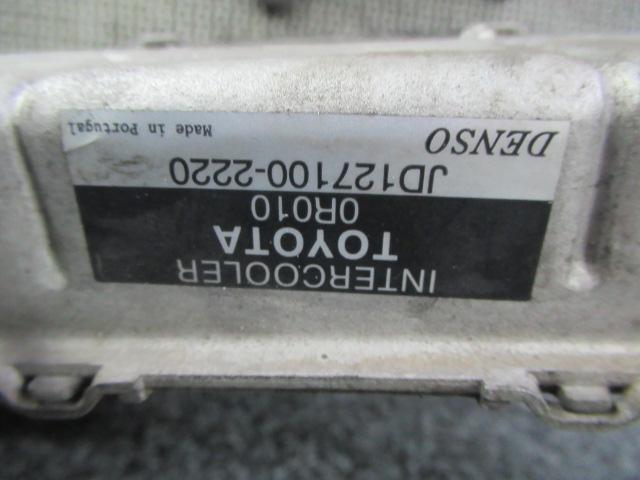 INTERCOOLER
TOYOTA
0R010
JD127100-2220
DENSO Made in Portugal